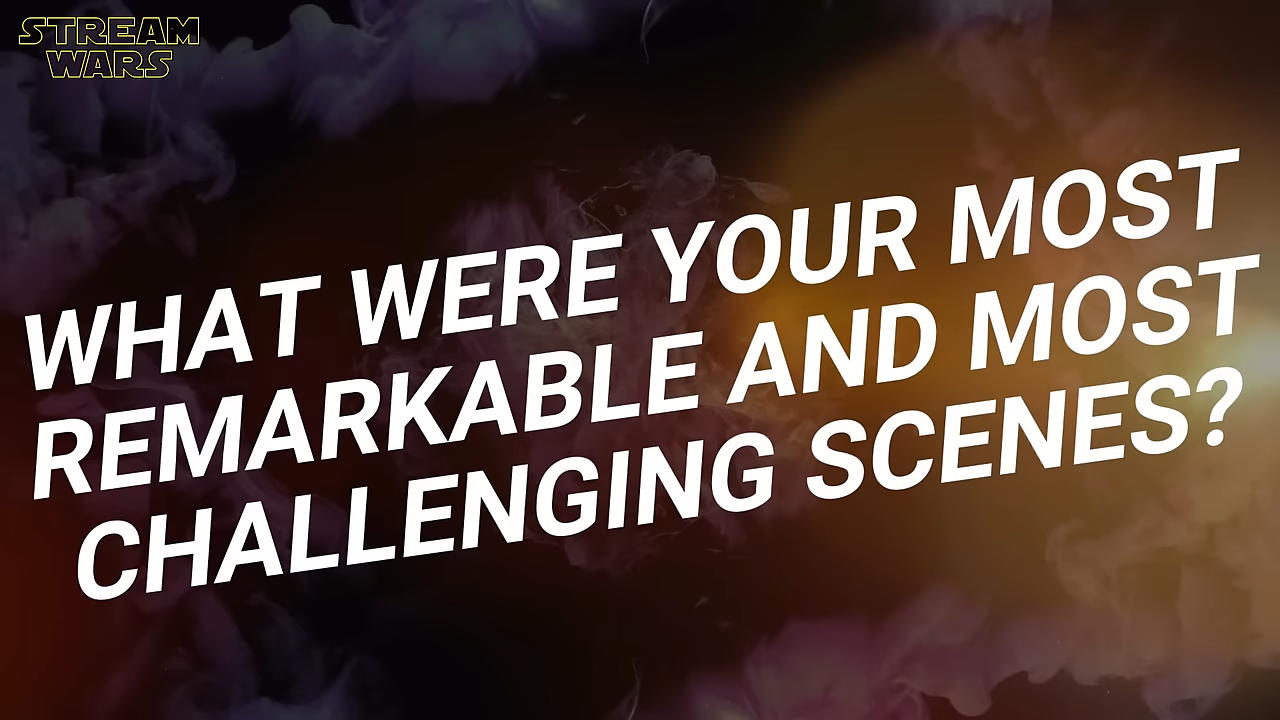 STREAM
WARS
WHAT WERE YOUR MOST
REMARKABLE AND MOST
CHALLENGING SCENES?